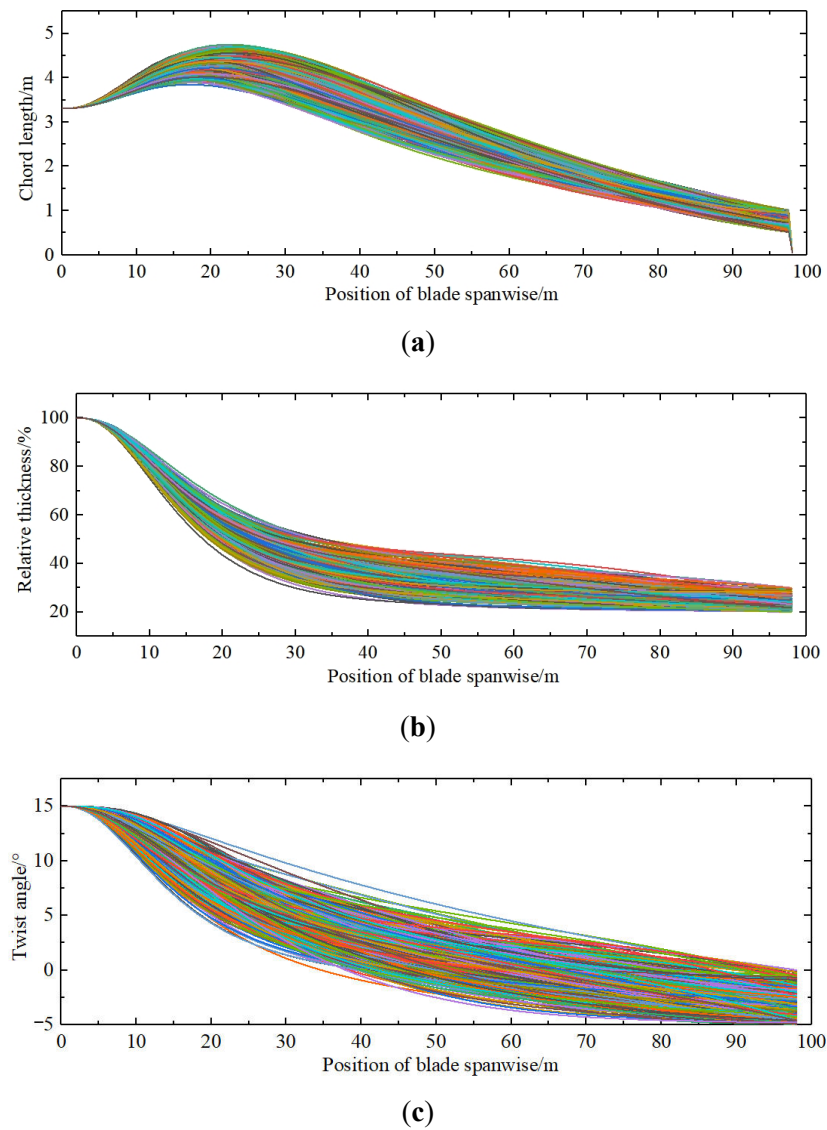 Chord length/m
5
4
3
2
1
0
0 10 20 30 40 50 60 70 80 90 100
Position of blade spanwise/m
(a)
Relative thickness/%
100
80
60
40
20
0 10 20 30 40 50 60 70 80 90 100
Position of blade spanwise/m
(b)
Twist angle/°
15
10
5
0
−5
0 10 20 30 40 50 60 70 80 90 100
Position of blade spanwise/m
(c)